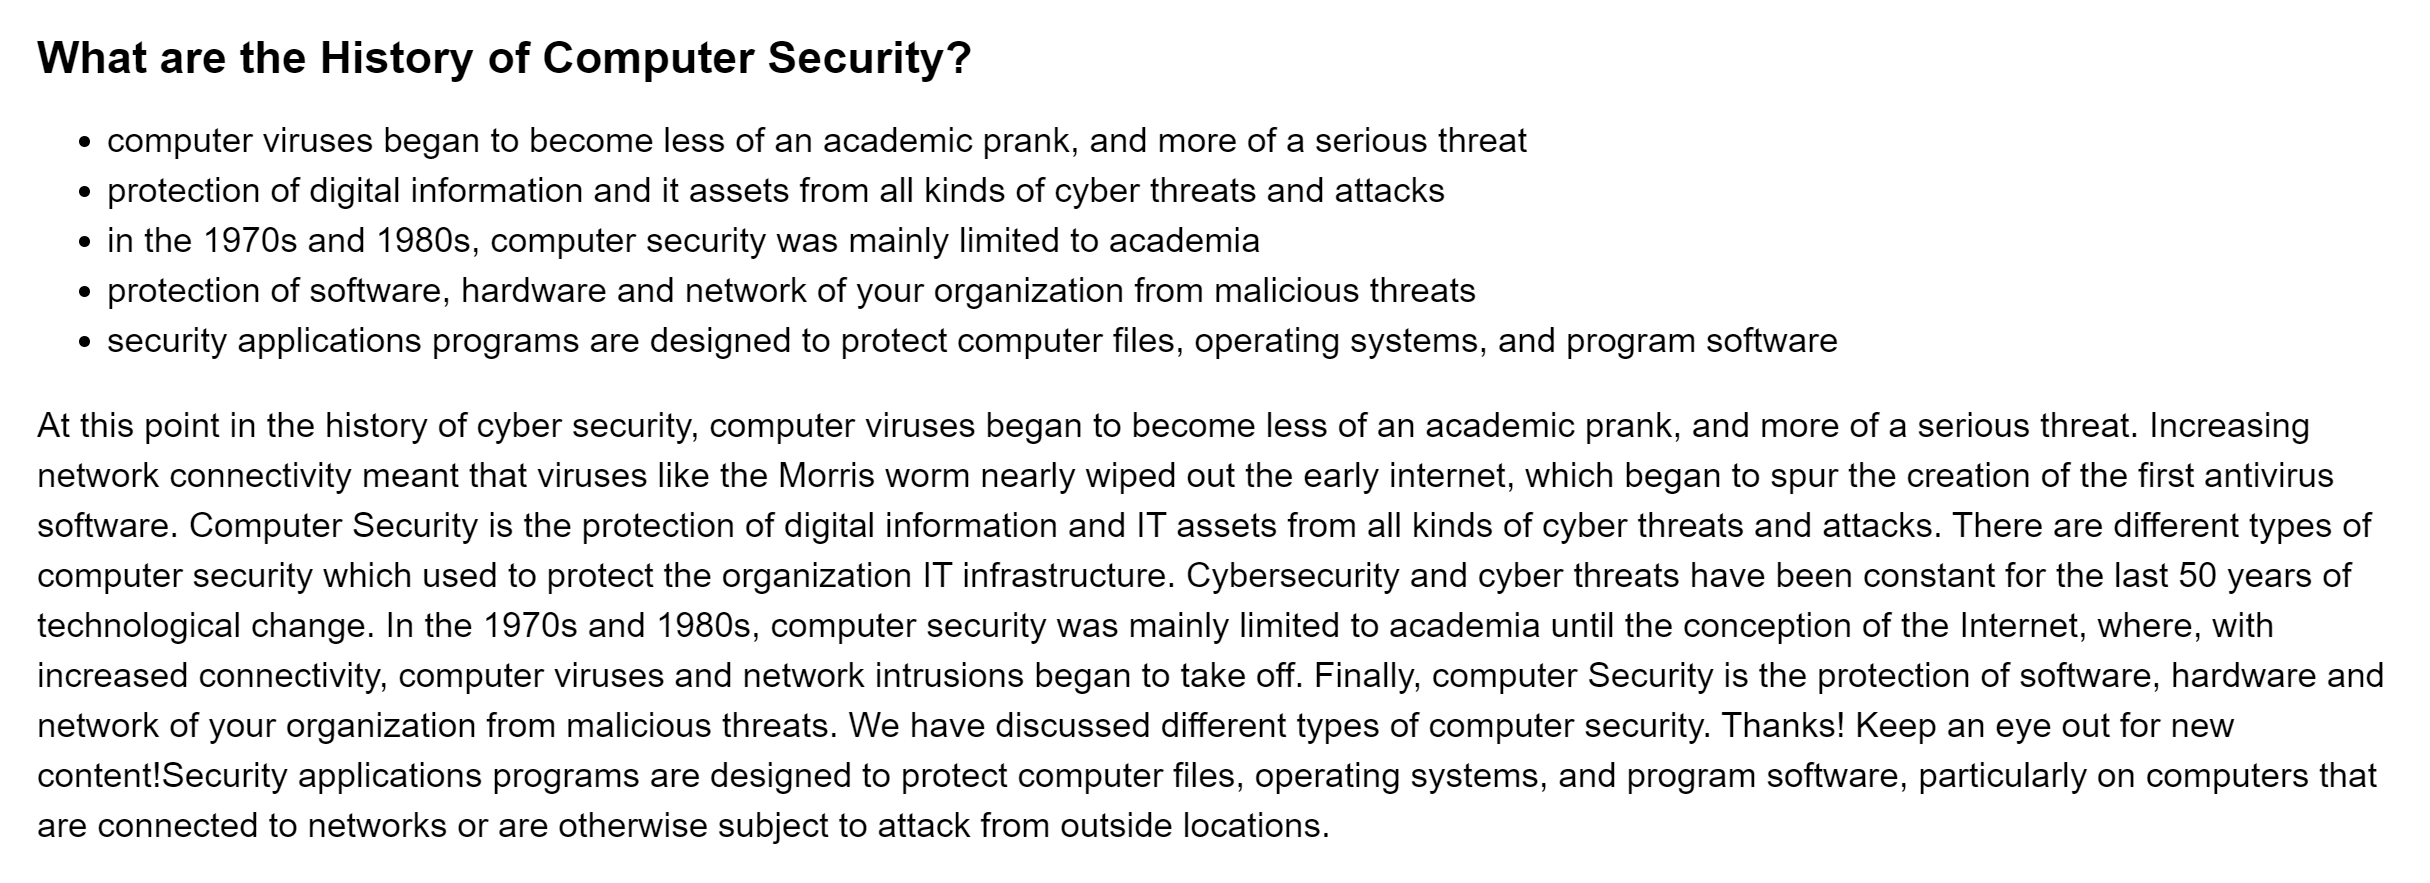 What are the History of Computer Security?
• computer viruses began to become less of an academic prank, and more of a serious threat
• protection of digital information and it assets from all kinds of cyber threats and attacks
• in the 1970s and 1980s, computer security was mainly limited to academia
• protection of software, hardware and network of your organization from malicious threats
• security applications programs are designed to protect computer files, operating systems, and program software
At this point in the history of cyber security, computer viruses began to become less of an academic prank, and more of a serious threat. Increasing
network connectivity meant that viruses like the Morris worm nearly wiped out the early internet, which began to spur the creation of the first antivirus
software. Computer Security is the protection of digital information and IT assets from all kinds of cyber threats and attacks. There are different types of
computer security which used to protect the organization IT infrastructure. Cybersecurity and cyber threats have been constant for the last 50 years of
technological change. In the 1970s and 1980s, computer security was mainly limited to academia until the conception of the Internet, where, with
increased connectivity, computer viruses and network intrusions began to take off. Finally, computer Security is the protection of software, hardware and
network of your organization from malicious threats. We have discussed different types of computer security. Thanks! Keep an eye out for new
content!Security applications programs are designed to protect computer files, operating systems, and program software, particularly on computers that
are connected to networks or are otherwise subject to attack from outside locations.